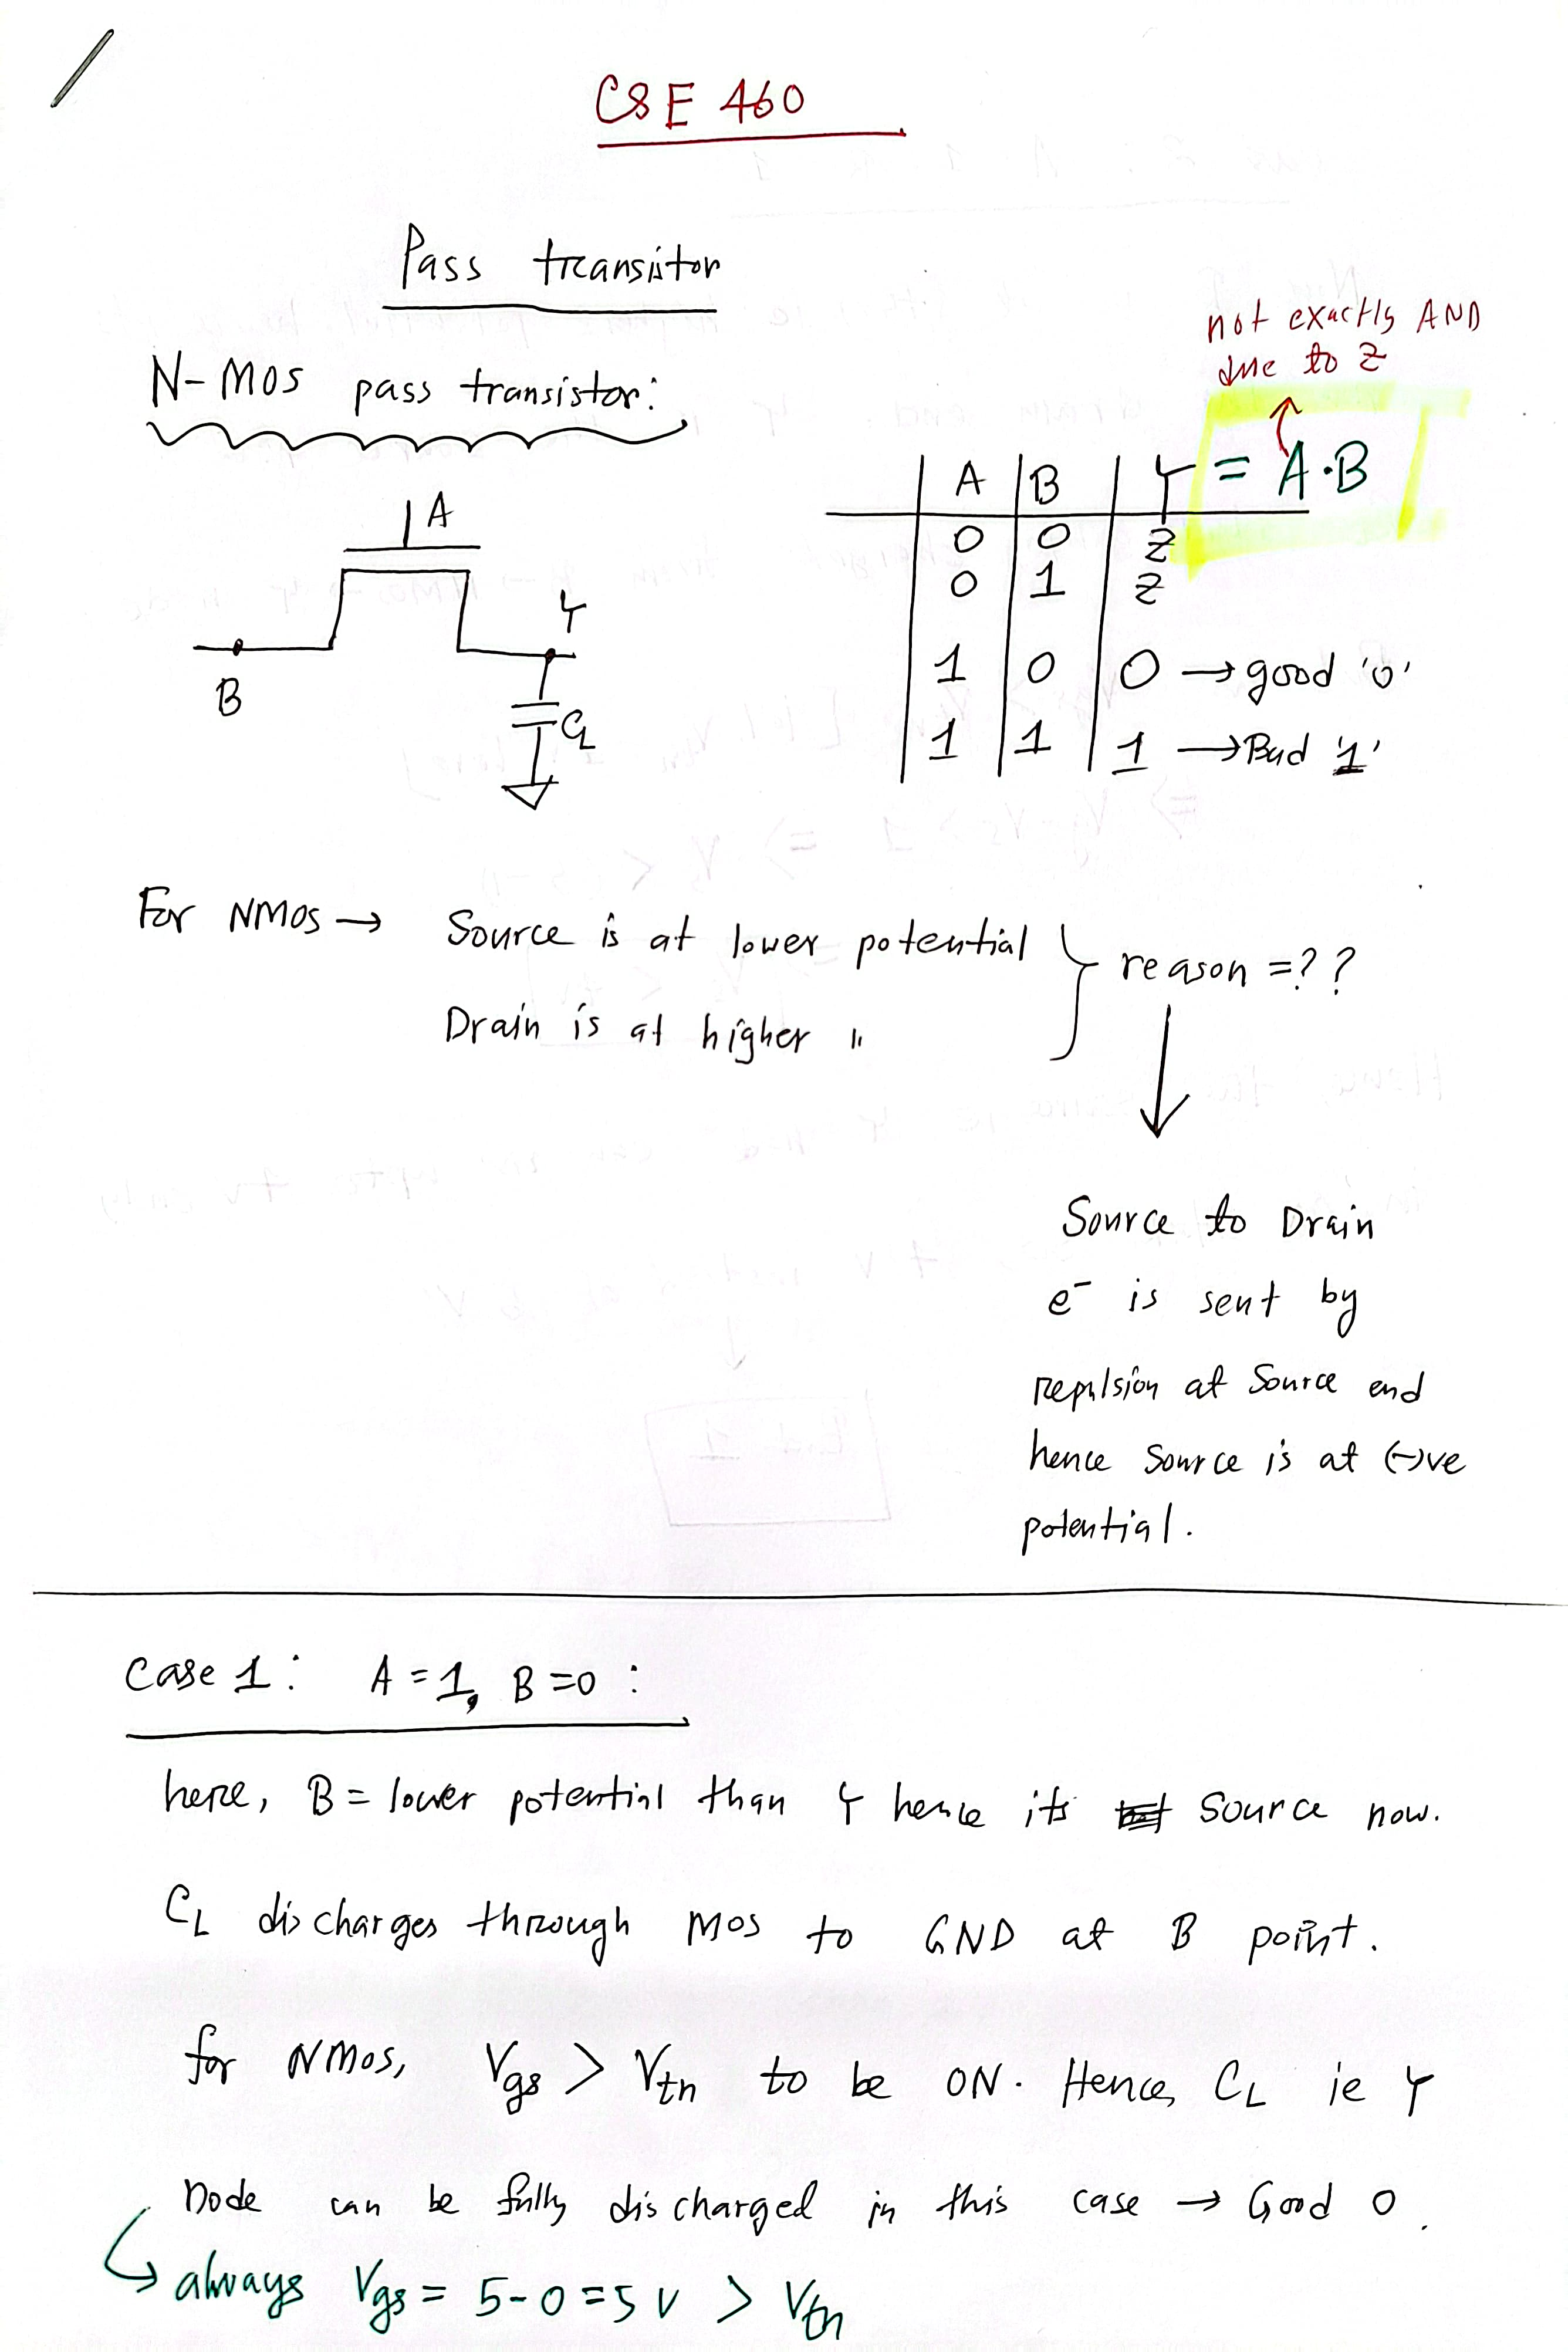 CSE 460
Pass transistor
not exactly AND
due to Z
N-MOS pass transistor:
A B Y = A·B
0 0 Z
0 1 Z
1 0 0 → good '0'
1 1 1 → Bad '1'
A
B
Y
CL
For NMOS → Source is at lower potential
Drain is at higher "
reason =??
Source to Drain
e⁻ is sent by
repulsion at Source end
hence Source is at (-)ve
potential.
Case 1: A=1, B=0 :
here, B = lower potential than Y hence its Source now.
CL discharges through MOS to GND at B point.
for NMOS, Vgs > Vtn to be ON. Hence, CL ie Y
node can be fully discharged in this case → Good 0.
↳ always Vgs = 5-0 = 5 V > Vtn